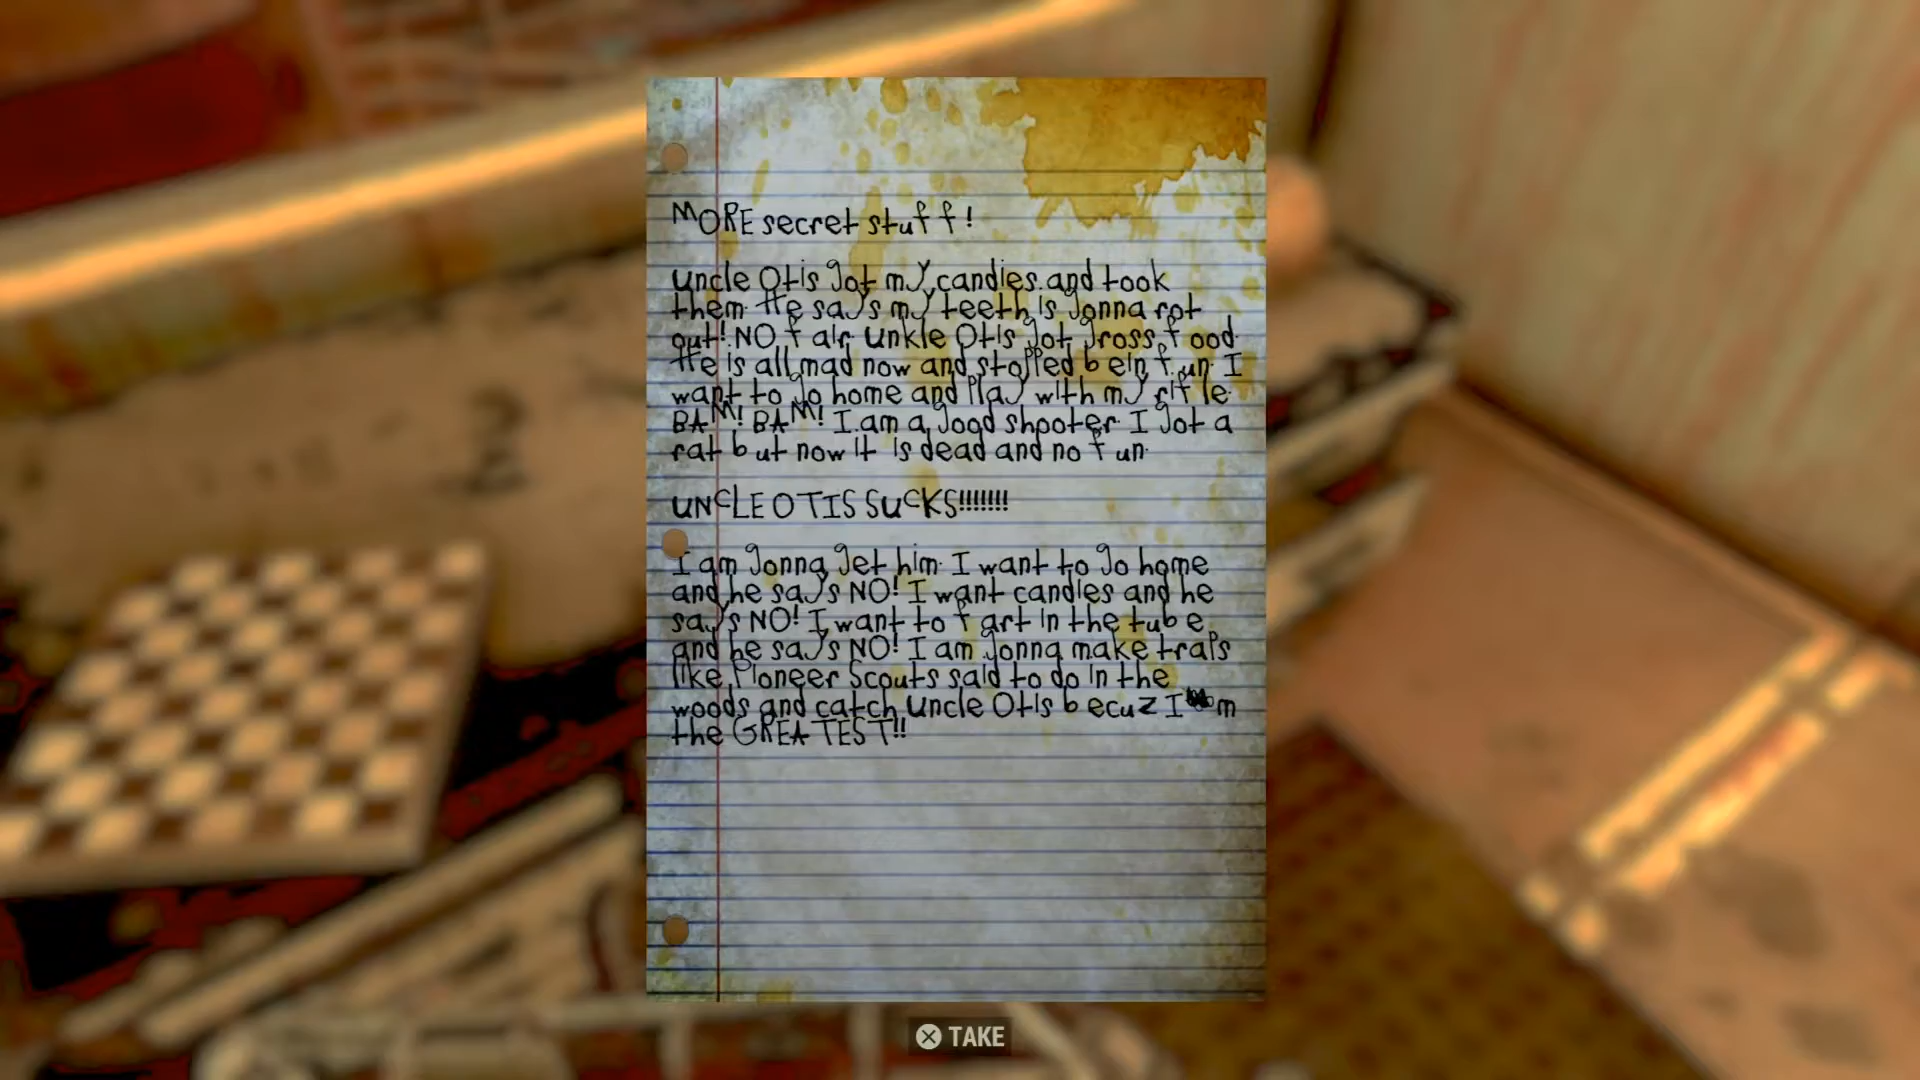 MORE secret stuff!
Uncle Otis got my candies and took
them. He says my teeth is gonna rot
out! NO fair. Unkle Otis got gross food.
He is all mad now and stopped bein fun. I
want to go home and play with my rifle.
BAM! BAM! I am a good shooter. I got a
rat but now it is dead and no fun.
UNCLE OTIS SUCKS!!!!!!!
I am gonna get him. I want to go home
and he says NO! I want candies and he
says NO! I want to fart in the tube
and he says NO! I am gonna make traps
like Pioneer Scouts said to do in the
woods and catch Uncle Otis becuz I m
the GREATEST!!
TAKE